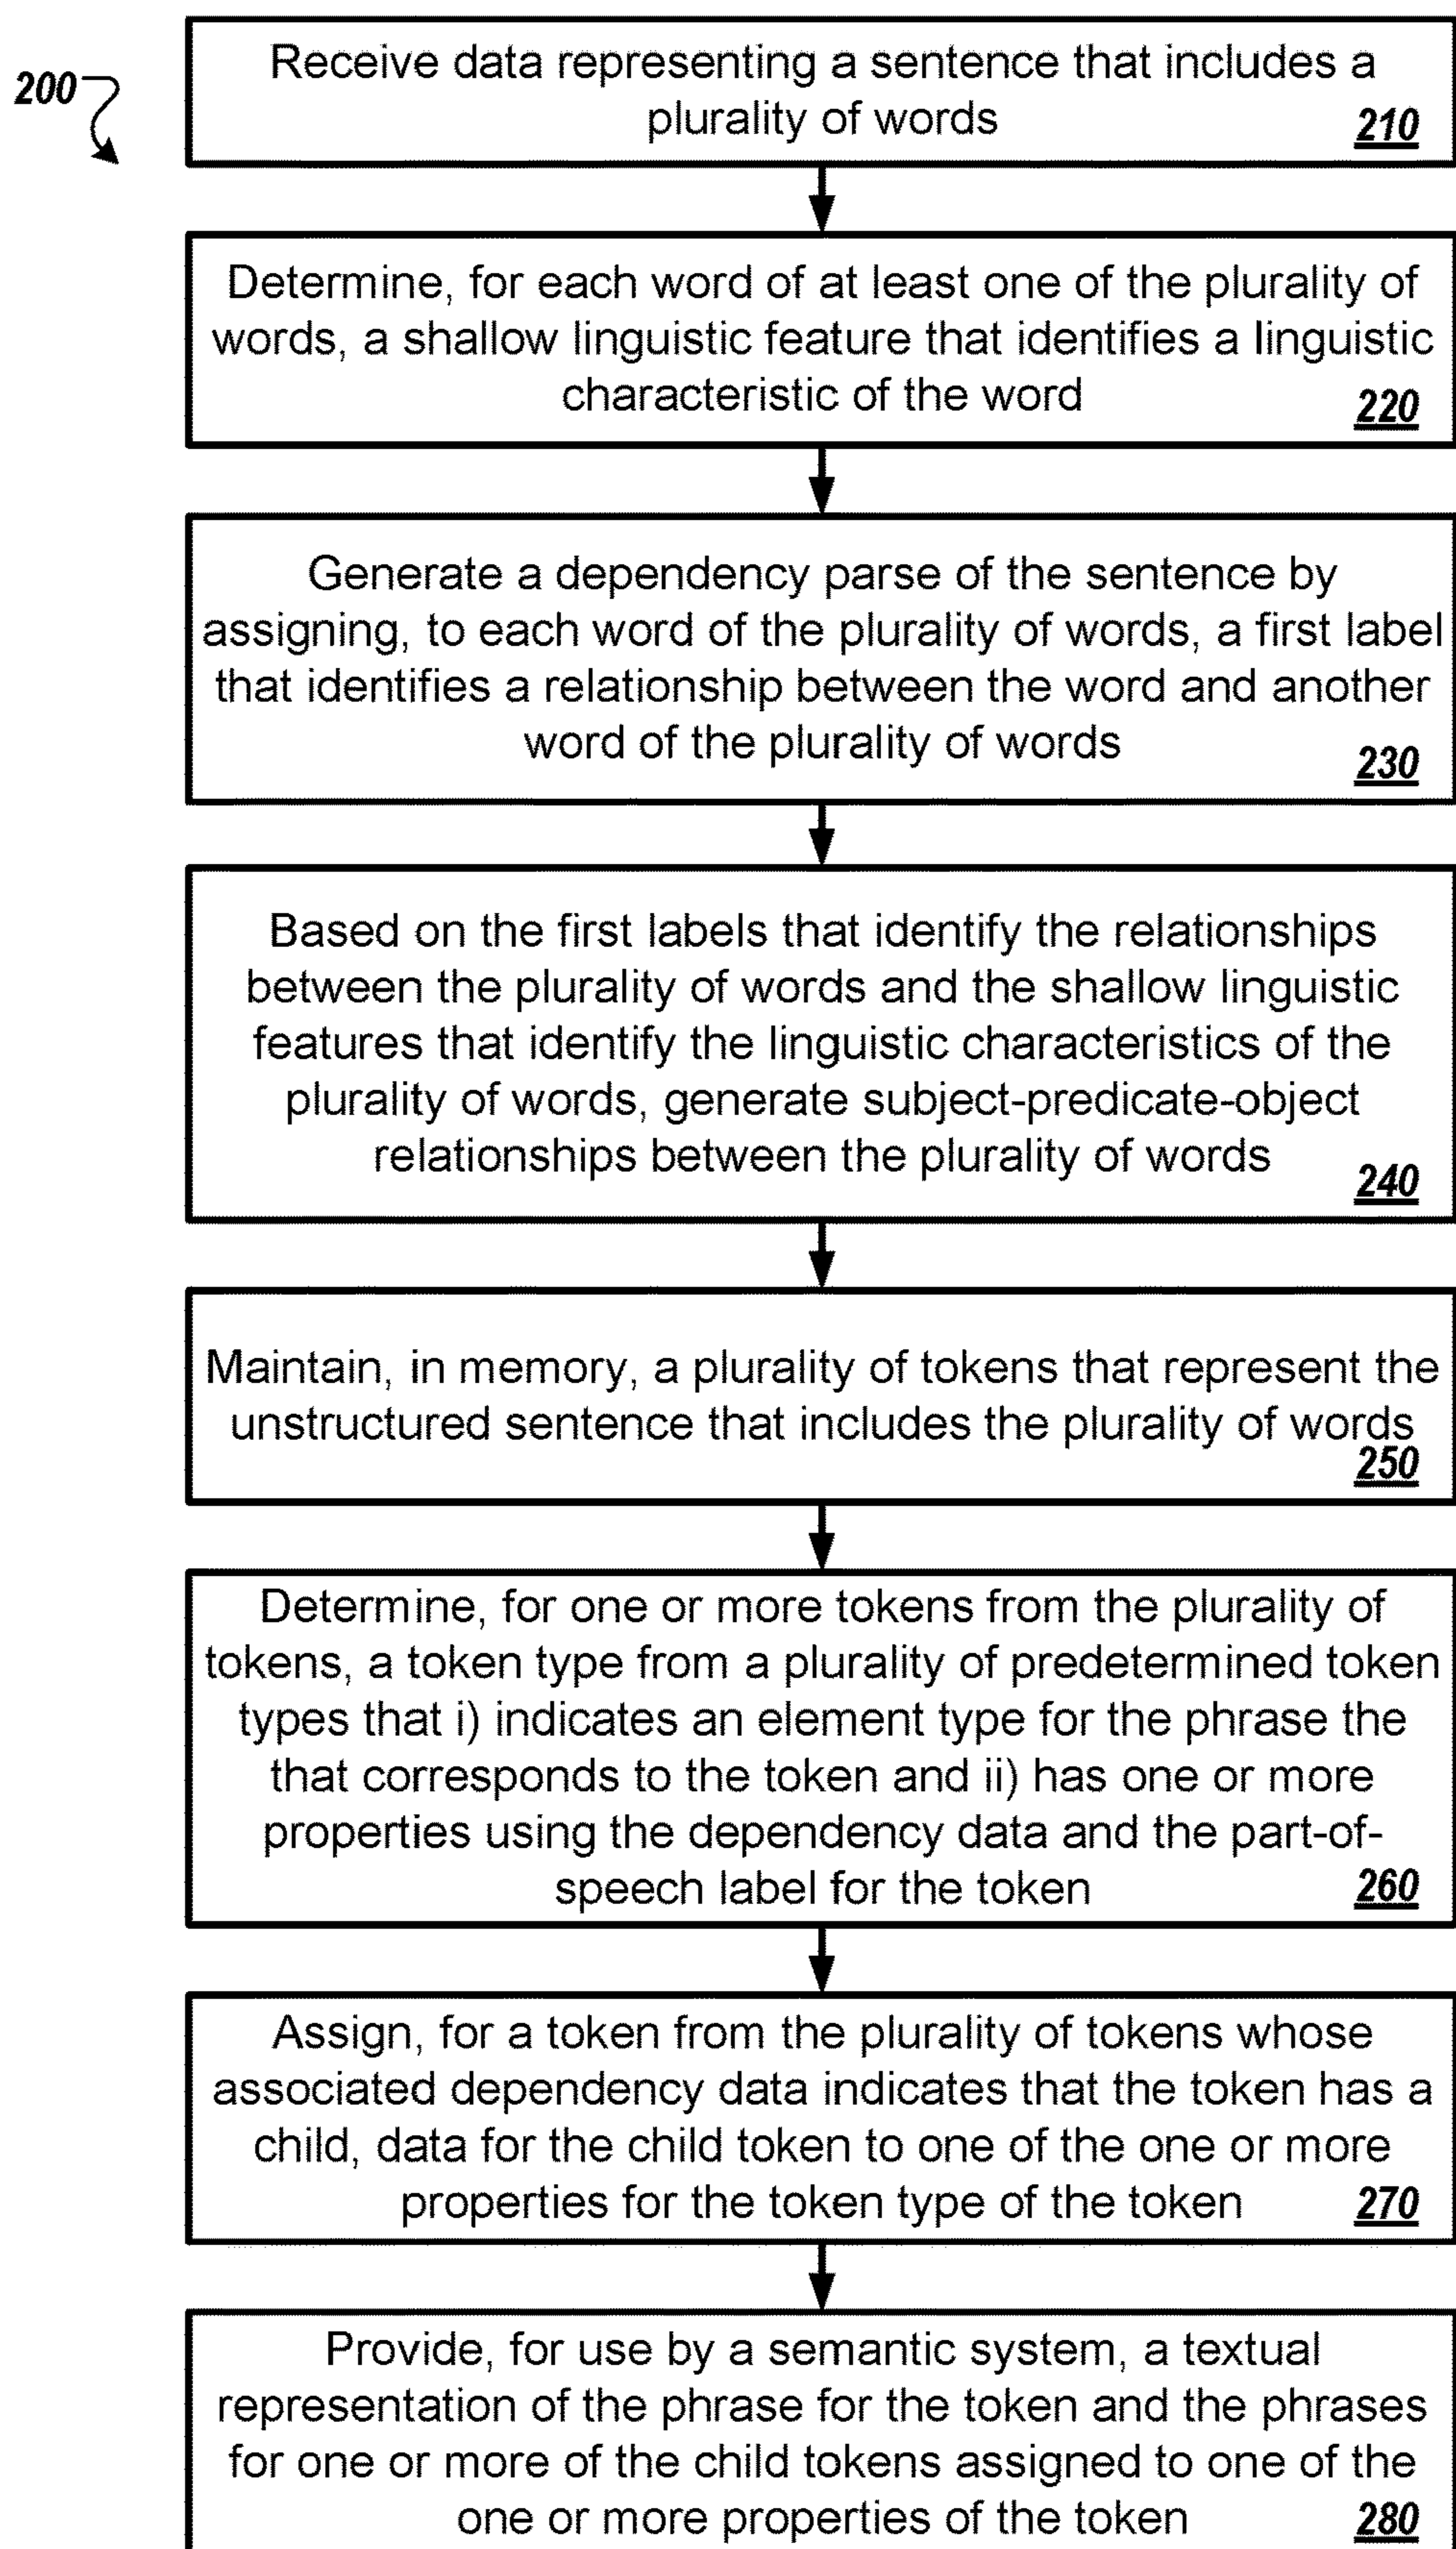 200
Receive data representing a sentence that includes a
plurality of words
210
Determine, for each word of at least one of the plurality of
words, a shallow linguistic feature that identifies a linguistic
characteristic of the word
220
Generate a dependency parse of the sentence by
assigning, to each word of the plurality of words, a first label
that identifies a relationship between the word and another
word of the plurality of words
230
Based on the first labels that identify the relationships
between the plurality of words and the shallow linguistic
features that identify the linguistic characteristics of the
plurality of words, generate subject-predicate-object
relationships between the plurality of words
240
Maintain, in memory, a plurality of tokens that represent the
unstructured sentence that includes the plurality of words
250
Determine, for one or more tokens from the plurality of
tokens, a token type from a plurality of predetermined token
types that i) indicates an element type for the phrase the
that corresponds to the token and ii) has one or more
properties using the dependency data and the part-of-
speech label for the token
260
Assign, for a token from the plurality of tokens whose
associated dependency data indicates that the token has a
child, data for the child token to one of the one or more
properties for the token type of the token
270
Provide, for use by a semantic system, a textual
representation of the phrase for the token and the phrases
for one or more of the child tokens assigned to one of the
one or more properties of the token
280